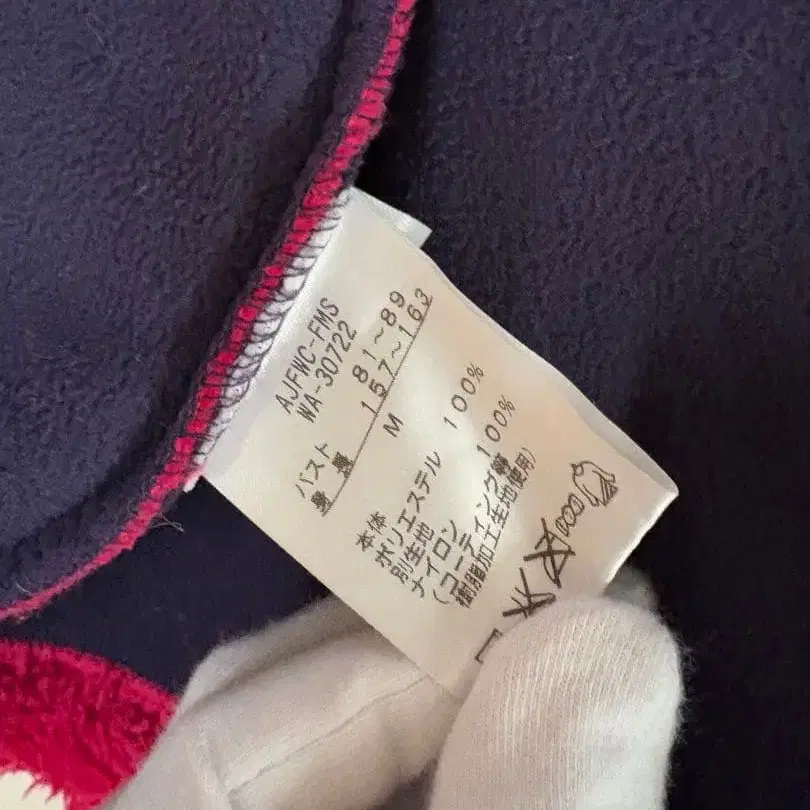 AJFWC-FMS
WA-30722
バスト 81～89
身長 157～163
M
本体
ポリエステル 100%
別生地
ナイロン 100%
(コーティング等
樹脂加工生地使用)